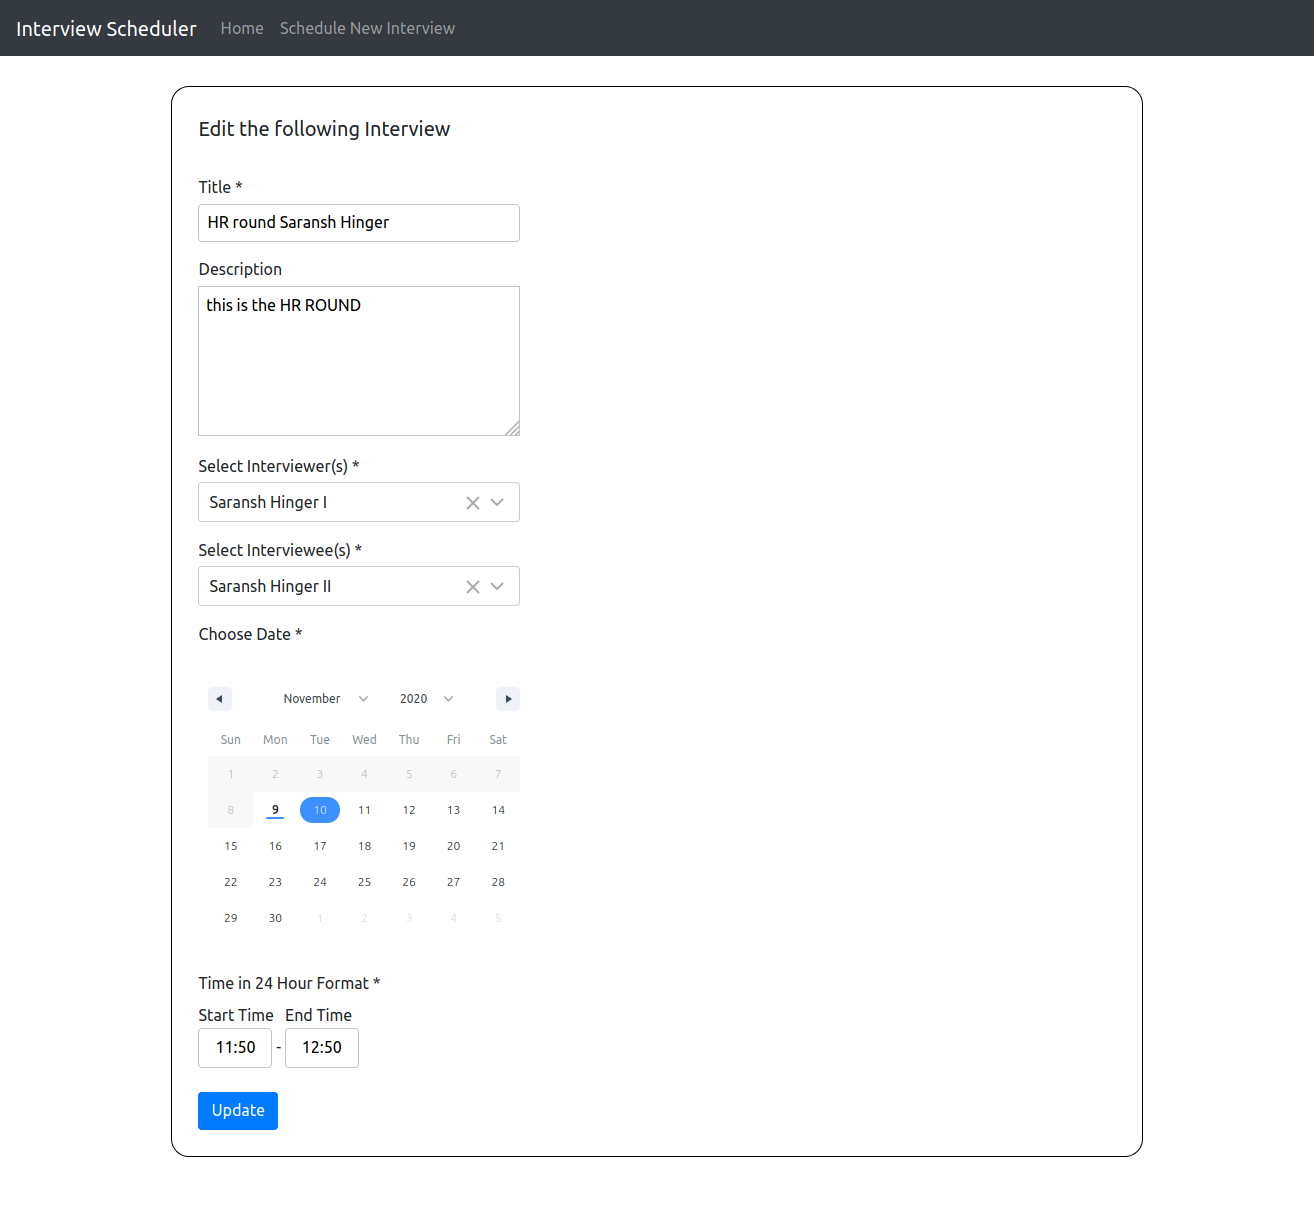 Interview Scheduler Home Schedule New Interview
Edit the following Interview
Title *
HR round Saransh Hinger
Description
this is the HR ROUND
Select Interviewer(s) *
Saransh Hinger I
Select Interviewee(s) *
Saransh Hinger II
Choose Date *
November 2020
Sun Mon Tue Wed Thu Fri Sat
1 2 3 4 5 6 7
8 9 10 11 12 13 14
15 16 17 18 19 20 21
22 23 24 25 26 27 28
29 30 1 2 3 4 5
Time in 24 Hour Format *
Start Time End Time
11:50 - 12:50
Update